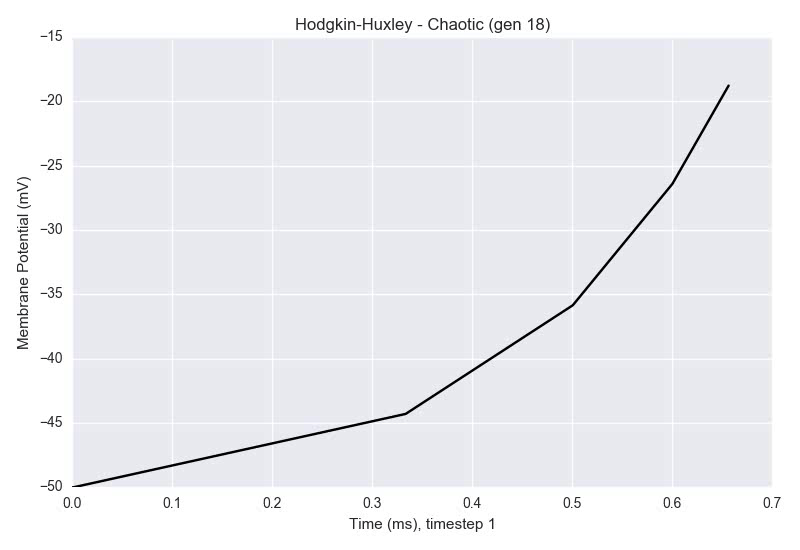 Hodgkin-Huxley - Chaotic (gen 18)
−15
−20
−25
−30
−35
−40
−45
−50
Membrane Potential (mV)
0.0 0.1 0.2 0.3 0.4 0.5 0.6 0.7
Time (ms), timestep 1